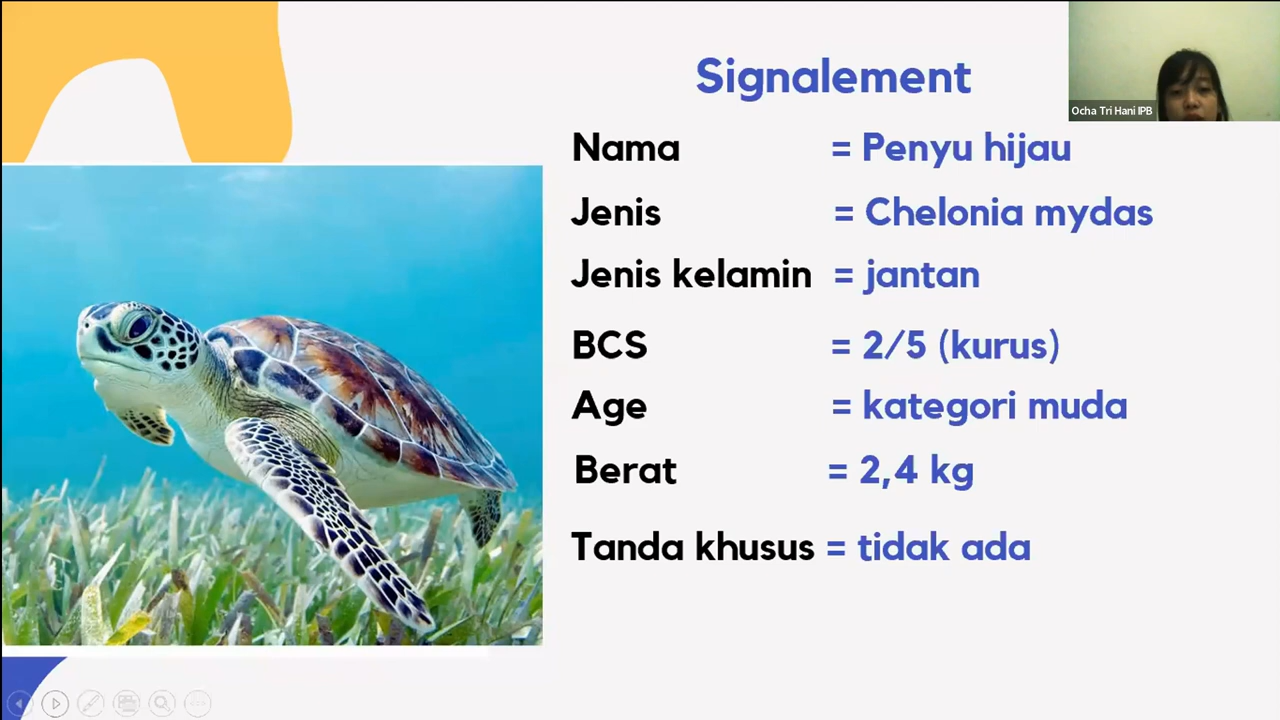 Signalement
Ocha Tri Hani IPB
Nama = Penyu hijau
Jenis = Chelonia mydas
Jenis kelamin = jantan
BCS = 2/5 (kurus)
Age = kategori muda
Berat = 2,4 kg
Tanda khusus = tidak ada